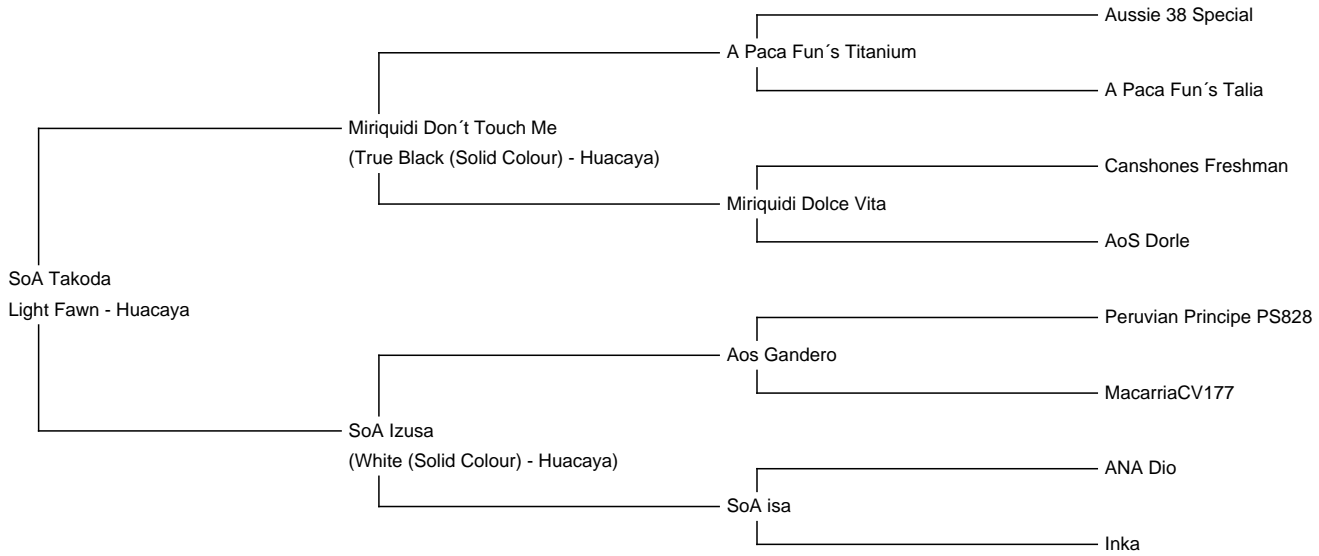 Aussie 38 Special
A Paca Fun´s Titanium
A Paca Fun´s Talia
Miriquidi Don´t Touch Me
(True Black (Solid Colour) - Huacaya)
Canshones Freshman
Miriquidi Dolce Vita
AoS Dorle
SoA Takoda
Light Fawn - Huacaya
Peruvian Principe PS828
Aos Gandero
MacarriaCV177
SoA Izusa
(White (Solid Colour) - Huacaya)
ANA Dio
SoA isa
Inka